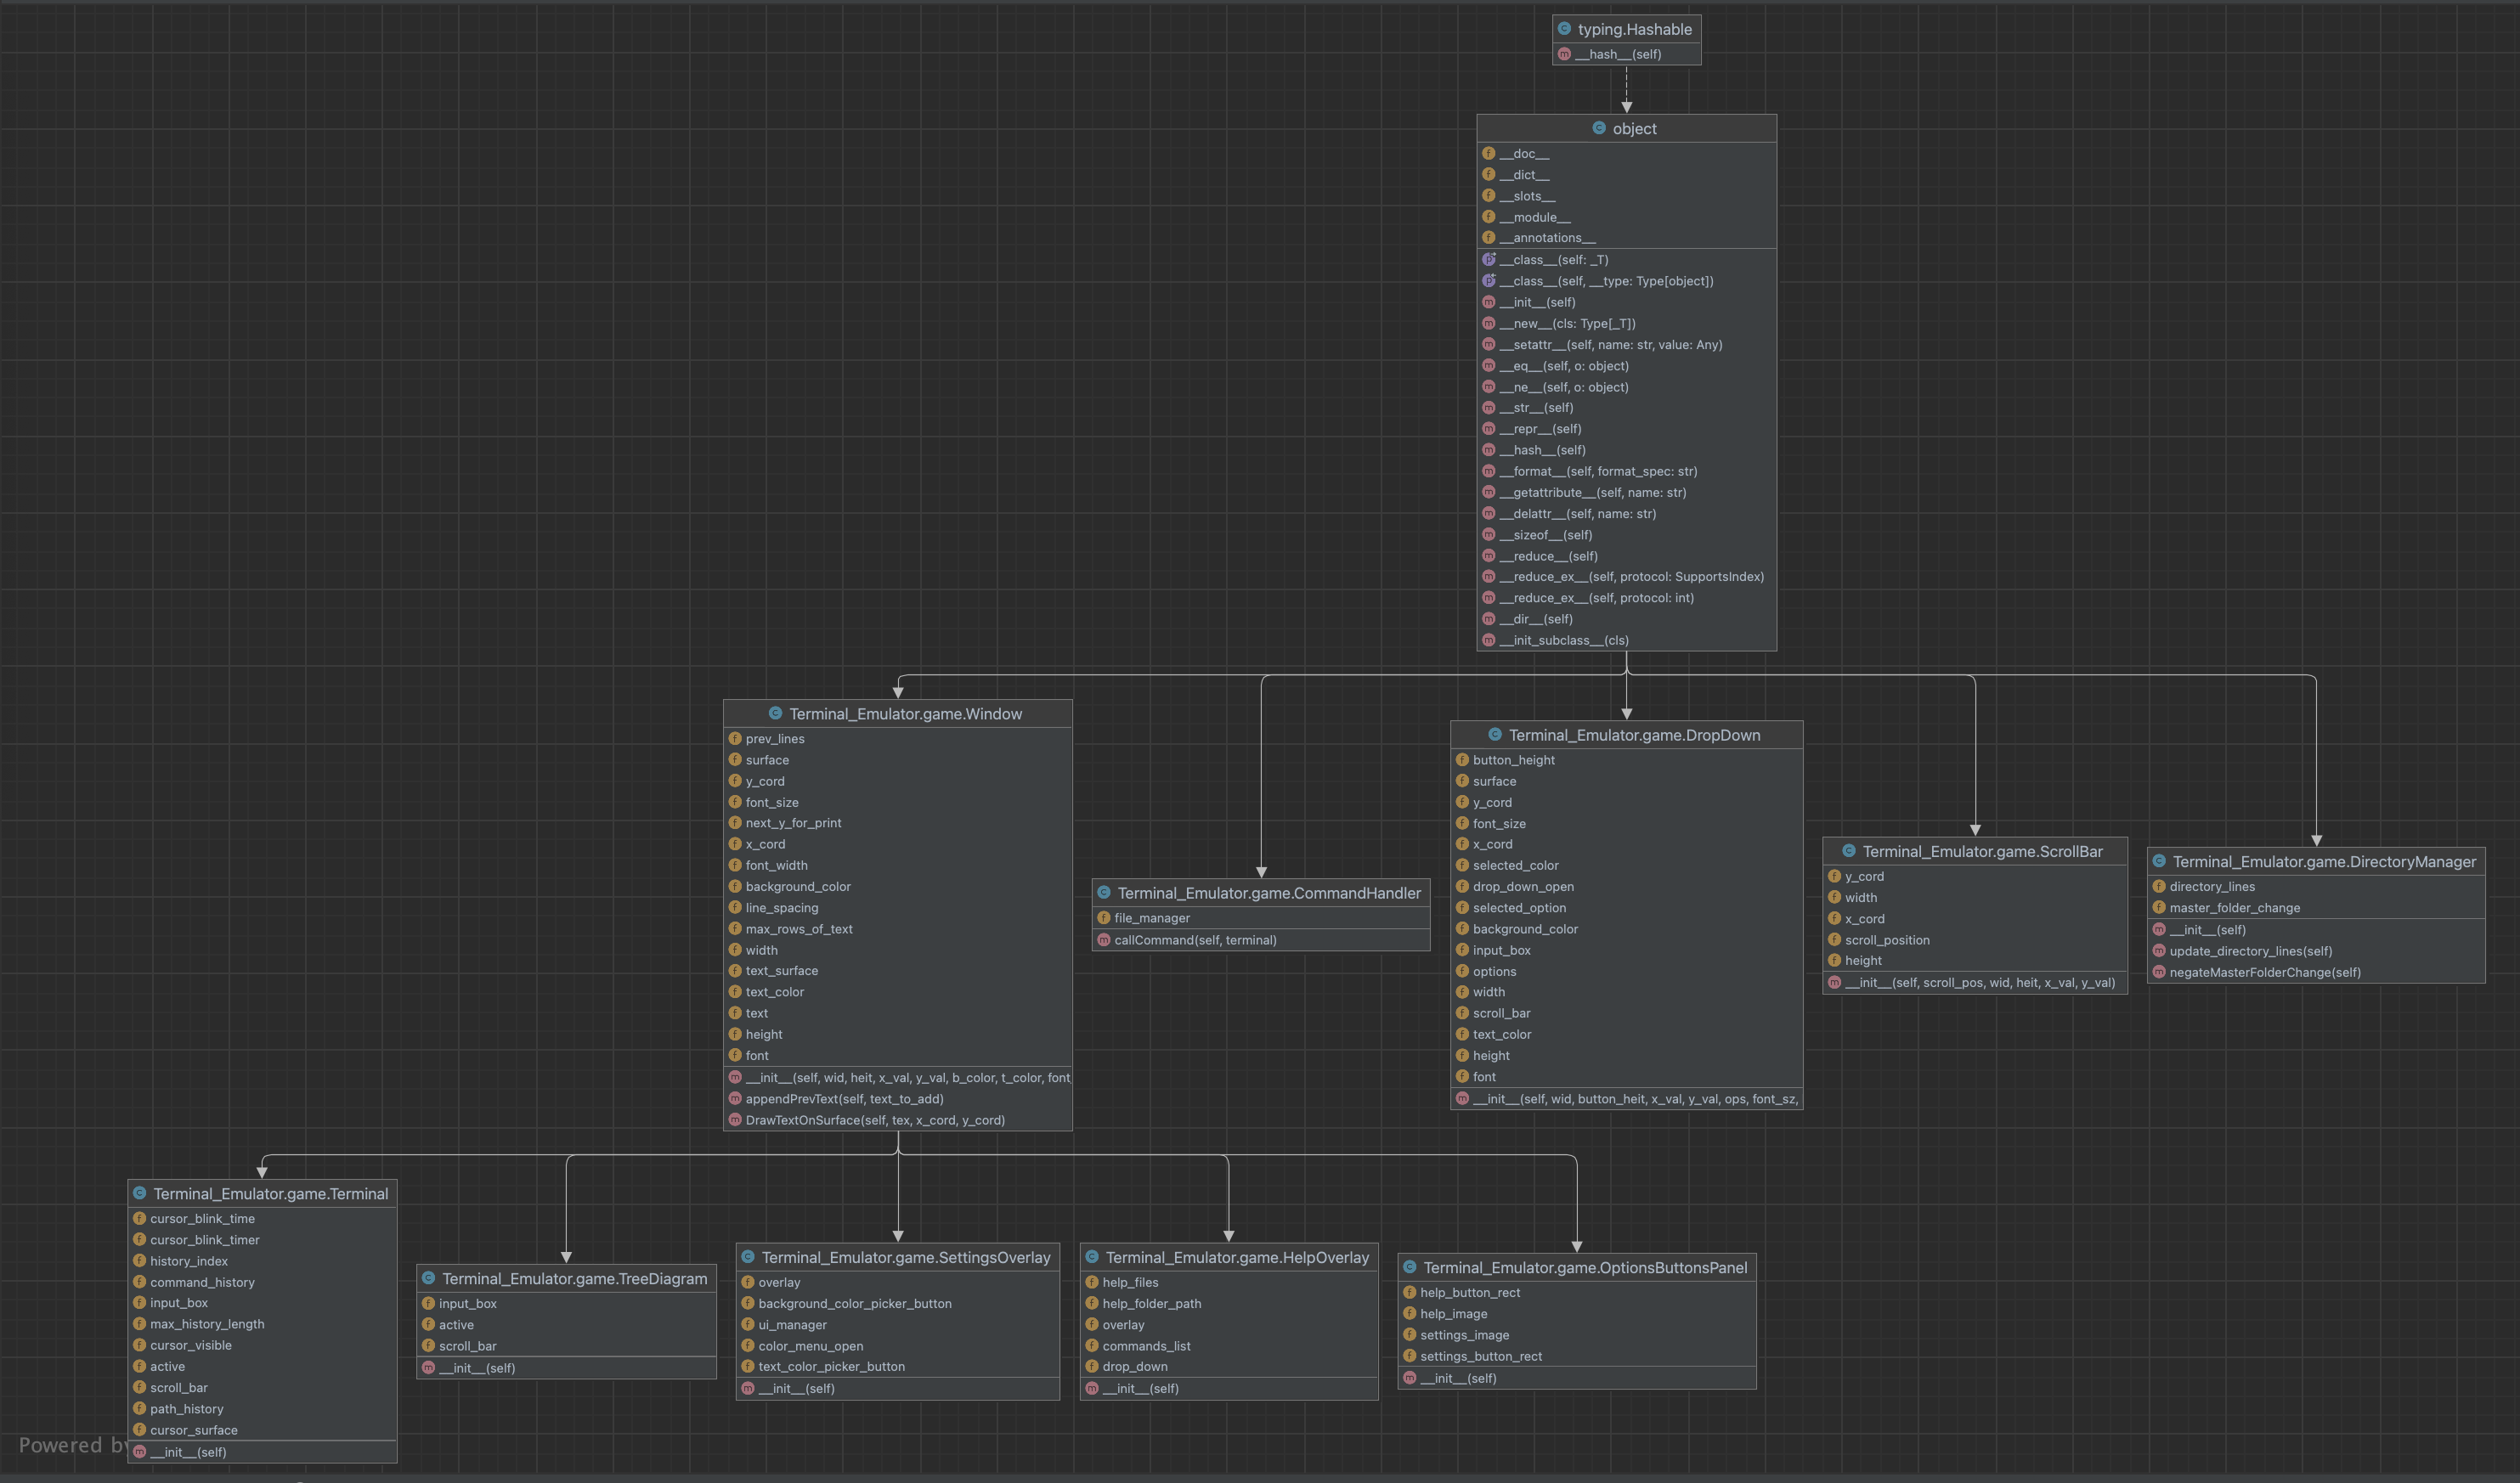 typing.Hashable
__hash__(self)
object
__doc__
__dict__
__slots__
__module__
__annotations__
__class__(self: _T)
__class__(self, __type: Type[object])
__init__(self)
__new__(cls: Type[_T])
__setattr__(self, name: str, value: Any)
__eq__(self, o: object)
__ne__(self, o: object)
__str__(self)
__repr__(self)
__hash__(self)
__format__(self, format_spec: str)
__getattribute__(self, name: str)
__delattr__(self, name: str)
__sizeof__(self)
__reduce__(self)
__reduce_ex__(self, protocol: SupportsIndex)
__reduce_ex__(self, protocol: int)
__dir__(self)
__init_subclass__(cls)
Terminal_Emulator.game.Window
prev_lines
surface
y_cord
font_size
next_y_for_print
x_cord
font_width
background_color
line_spacing
max_rows_of_text
width
text_surface
text_color
text
height
font
__init__(self, wid, heit, x_val, y_val, b_color, t_color, font
appendPrevText(self, text_to_add)
DrawTextOnSurface(self, tex, x_cord, y_cord)
Terminal_Emulator.game.CommandHandler
file_manager
callCommand(self, terminal)
Terminal_Emulator.game.DropDown
button_height
surface
y_cord
font_size
x_cord
selected_color
drop_down_open
selected_option
background_color
input_box
options
width
scroll_bar
text_color
height
font
__init__(self, wid, button_heit, x_val, y_val, ops, font_sz,
Terminal_Emulator.game.ScrollBar
y_cord
width
x_cord
scroll_position
height
__init__(self, scroll_pos, wid, heit, x_val, y_val)
Terminal_Emulator.game.DirectoryManager
directory_lines
master_folder_change
__init__(self)
update_directory_lines(self)
negateMasterFolderChange(self)
Terminal_Emulator.game.Terminal
cursor_blink_time
cursor_blink_timer
history_index
command_history
input_box
max_history_length
cursor_visible
active
scroll_bar
path_history
cursor_surface
__init__(self)
Terminal_Emulator.game.TreeDiagram
input_box
active
scroll_bar
__init__(self)
Terminal_Emulator.game.SettingsOverlay
overlay
background_color_picker_button
ui_manager
color_menu_open
text_color_picker_button
__init__(self)
Terminal_Emulator.game.HelpOverlay
help_files
help_folder_path
overlay
commands_list
drop_down
__init__(self)
Terminal_Emulator.game.OptionsButtonsPanel
help_button_rect
help_image
settings_image
settings_button_rect
__init__(self)
Powered by